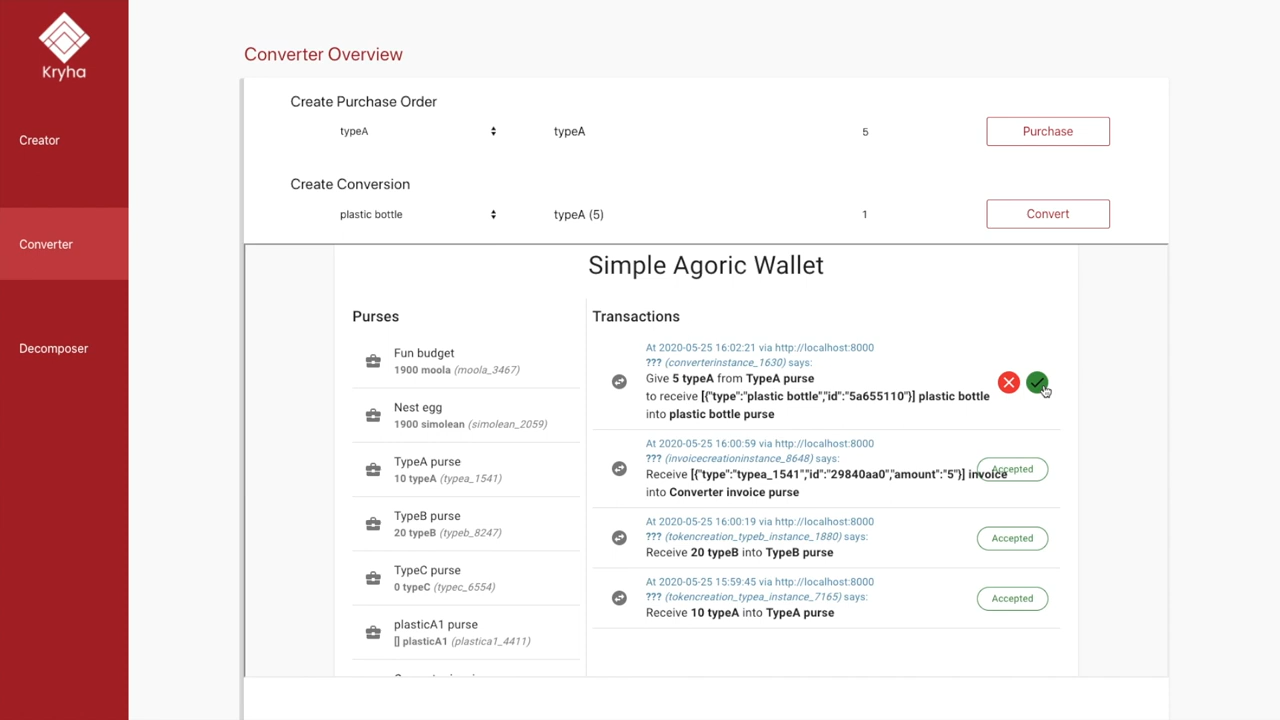 Kryha
Creator
Converter
Decomposer
Converter Overview
Create Purchase Order
typeA typeA 5 Purchase
Create Conversion
plastic bottle typeA (5) 1 Convert
Simple Agoric Wallet
Purses
Fun budget
1900 moola (moola_3467)
Nest egg
1900 simolean (simolean_2059)
TypeA purse
10 typeA (typea_1541)
TypeB purse
20 typeB (typeb_8247)
TypeC purse
0 typeC (typec_6554)
plasticA1 purse
[] plasticA1 (plastica1_4411)
Transactions
At 2020-05-25 16:02:21 via http://localhost:8000
??? (converterinstance_1630) says:
Give 5 typeA from TypeA purse
to receive [{"type":"plastic bottle","id":"5a655110"}] plastic bottle
into plastic bottle purse
At 2020-05-25 16:00:59 via http://localhost:8000
??? (invoicecreationinstance_8648) says:
Receive [{"type":"typea_1541","id":"29840aa0","amount":"5"}] invoice
into Converter invoice purse
Accepted
At 2020-05-25 16:00:19 via http://localhost:8000
??? (tokencreation_typeb_instance_1880) says:
Receive 20 typeB into TypeB purse
Accepted
At 2020-05-25 15:59:45 via http://localhost:8000
??? (tokencreation_typea_instance_7165) says:
Receive 10 typeA into TypeA purse
Accepted